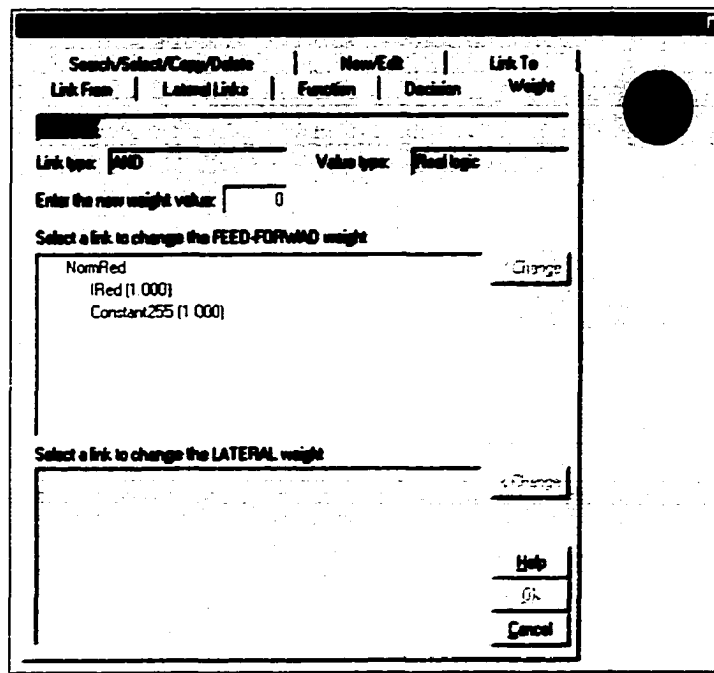 Search/Select/Copy/Delete New/Edit Link To
Link From Lateral Links Function Decision Weight
Link type: AND Value type: Real logic
Enter the new weight value: 0
Select a link to change the FEED-FORWAD weight
NormRed
IRed (1.000)
Constant255 (1.000)
< Change
Select a link to change the LATERAL weight
< Change
Help
Ok
Cancel